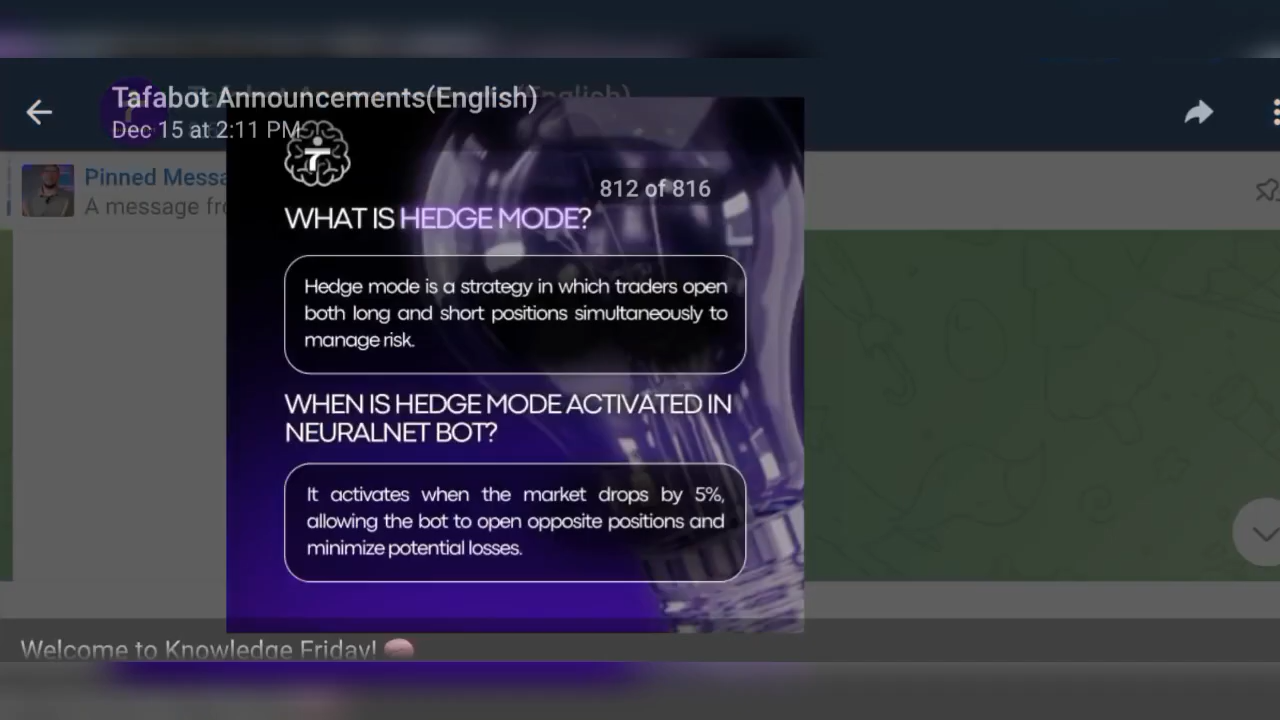 Tafabot Announcements(English)
Dec 15 at 2:11 PM
Pinned Messa
A message fro
812 of 816
WHAT IS HEDGE MODE?
Hedge mode is a strategy in which traders open
both long and short positions simultaneously to
manage risk.
WHEN IS HEDGE MODE ACTIVATED IN
NEURALNET BOT?
It activates when the market drops by 5%,
allowing the bot to open opposite positions and
minimize potential losses.
Welcome to Knowledge Friday!